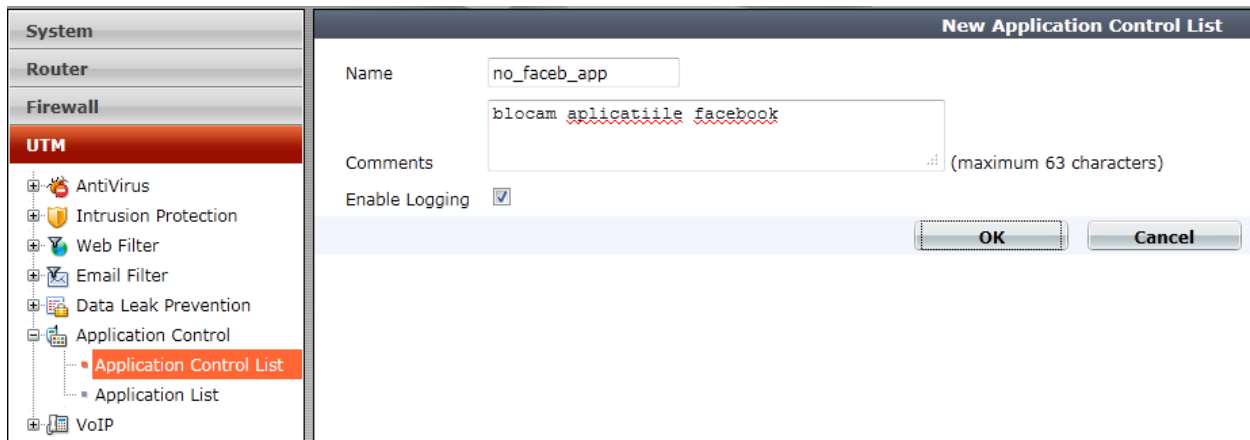 System
Router
Firewall
UTM
AntiVirus
Intrusion Protection
Web Filter
Email Filter
Data Leak Prevention
Application Control
Application Control List
Application List
VoIP
New Application Control List
Name no_faceb_app
blocam aplicatiile facebook
Comments (maximum 63 characters)
Enable Logging
OK Cancel